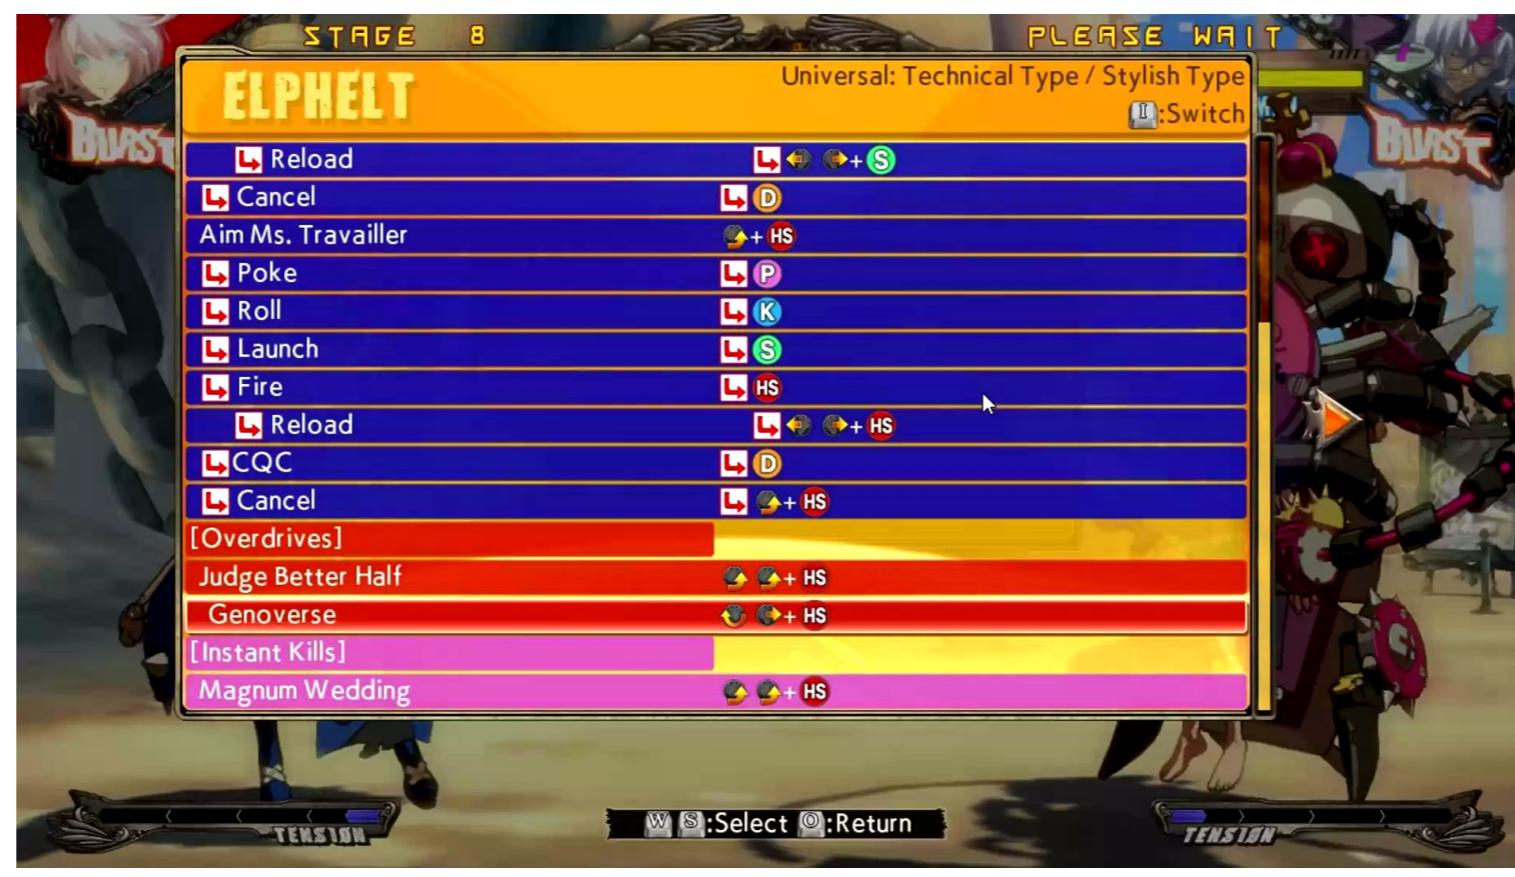 STAGE 8
PLEASE WAIT
ELPHELT
Universal: Technical Type / Stylish Type
I:Switch
BURST
BURST
Reload + S
Cancel D
Aim Ms. Travailler + HS
Poke P
Roll K
Launch S
Fire HS
Reload + HS
CQC D
Cancel + HS
[Overdrives]
Judge Better Half + HS
Genoverse + HS
[Instant Kills]
Magnum Wedding + HS
TENSION
W S:Select O:Return
TENSION